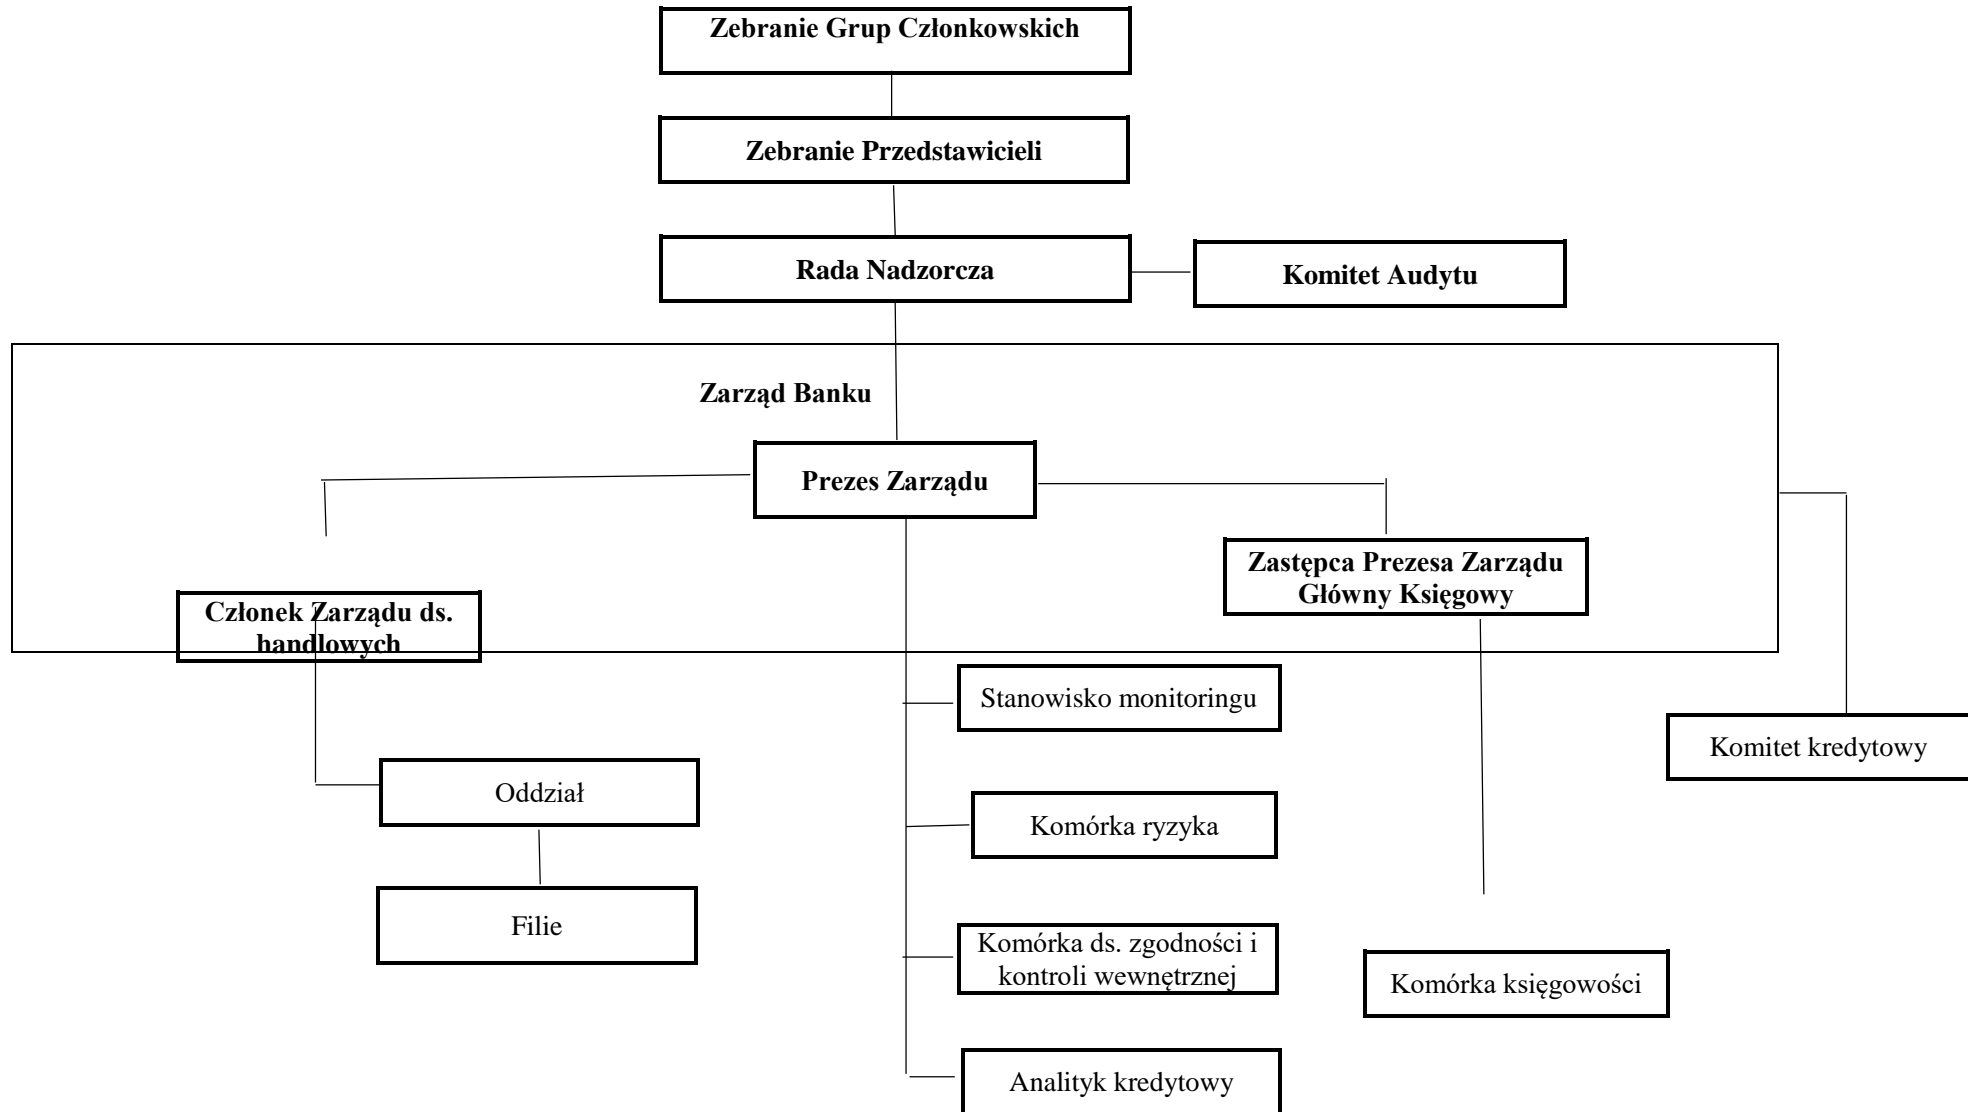 Zebranie Grup Członkowskich
Zebranie Przedstawicieli
Rada Nadzorcza
Komitet Audytu
Zarząd Banku
Prezes Zarządu
Zastępca Prezesa Zarządu
Główny Księgowy
Członek Zarządu ds.
handlowych
Stanowisko monitoringu
Komitet kredytowy
Oddział
Komórka ryzyka
Filie
Komórka ds. zgodności i
kontroli wewnętrznej
Komórka księgowości
Analityk kredytowy